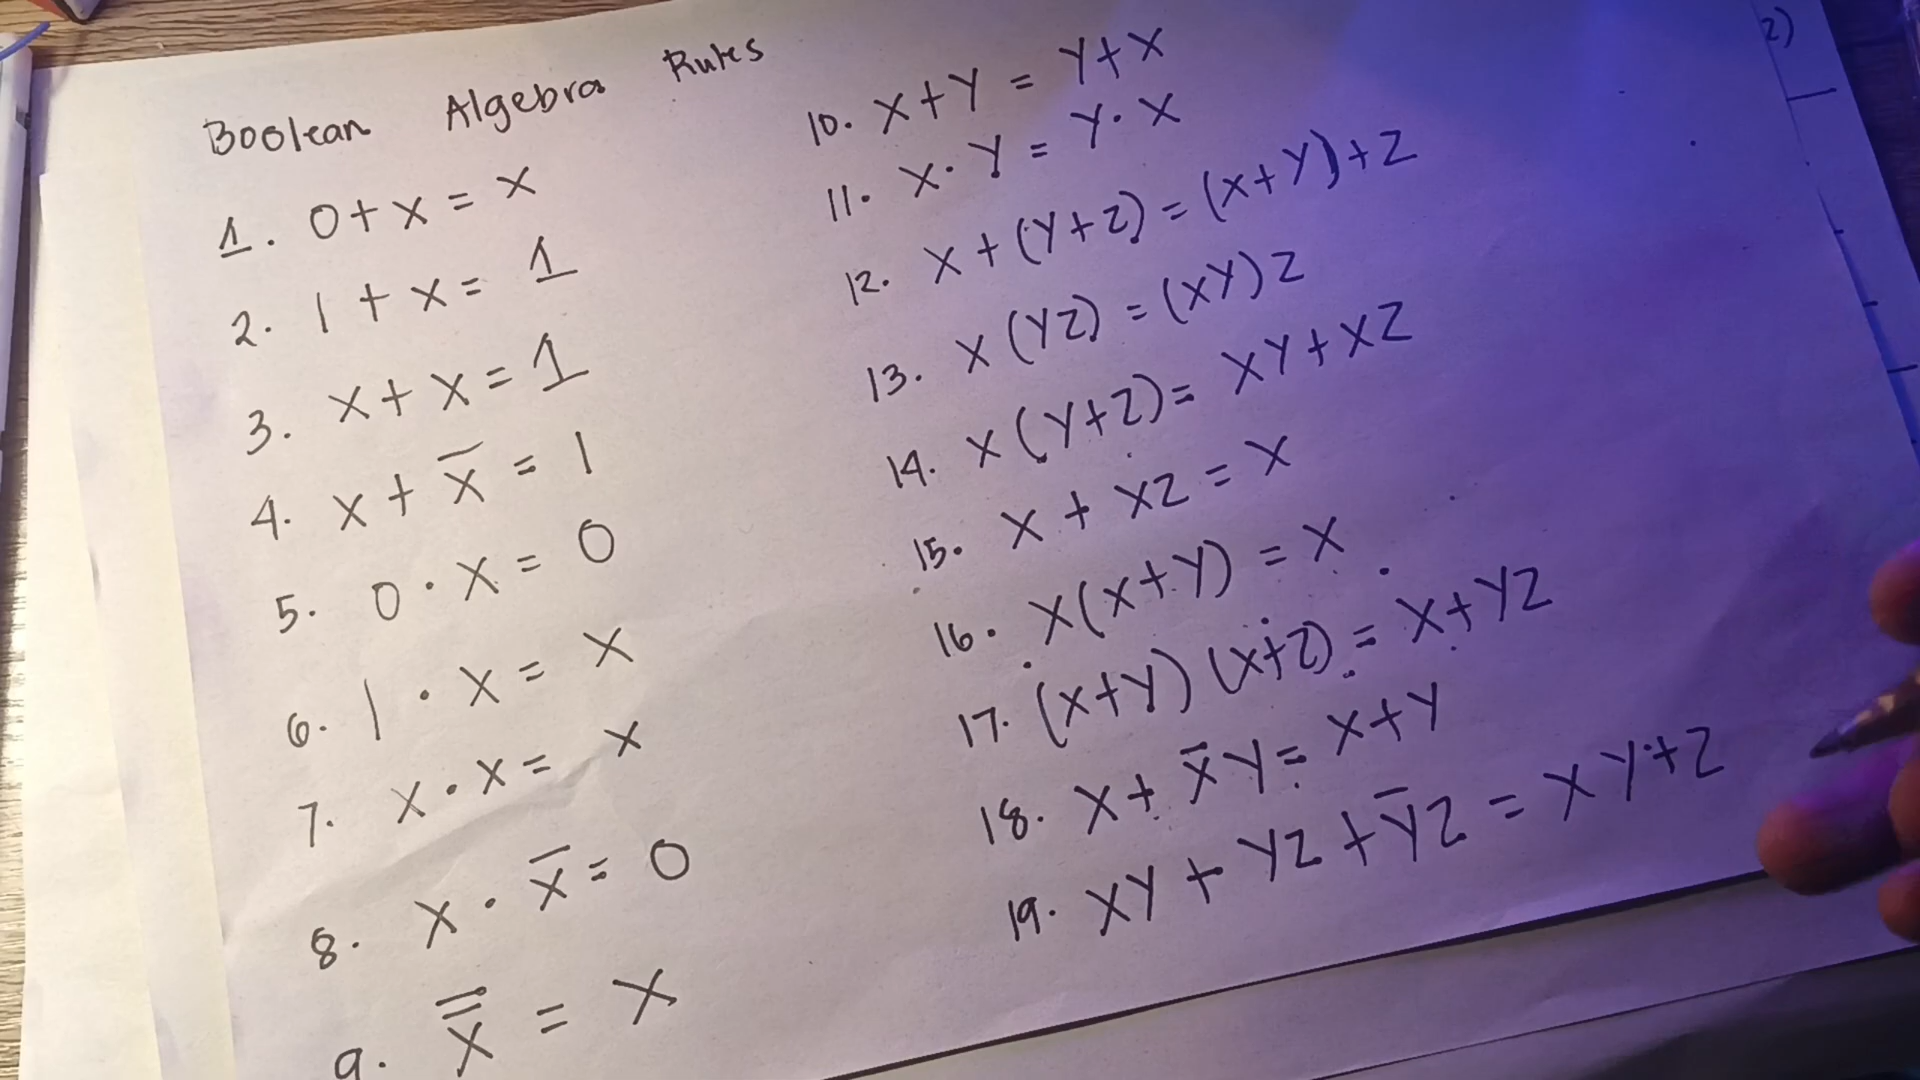 Boolean Algebra Rules
1. 0 + x = x
2. 1 + x = 1
3. x + x = 1
4. x + x̅ = 1
5. 0 · x = 0
6. 1 · x = x
7. x · x = x
8. x · x̅ = 0
9. x̿ = x
10. x + y = y + x
11. x · y = y · x
12. x + (y + z) = (x + y) + z
13. x (yz) = (xy) z
14. x (y + z) = xy + xz
15. x + xz = x
16. x(x + y) = x
17. (x + y) (x + z) = x + yz
18. x + x̅y = x + y
19. xy + yz + y̅z = xy + z
2)